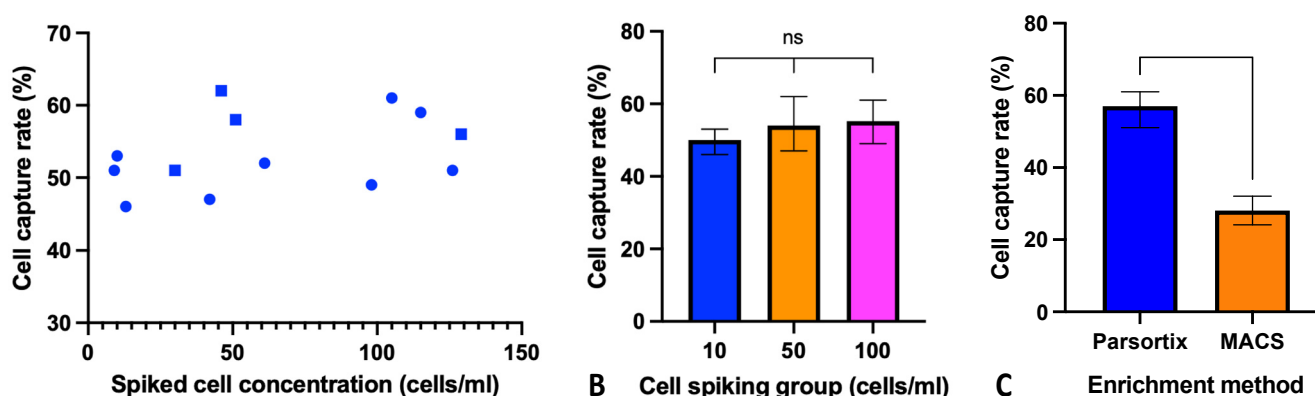 Cell capture rate (%)
70
60
50
40
30
0 50 100 150
Spiked cell concentration (cells/ml)
Cell capture rate (%)
80
60
40
20
0
ns
10 50 100
B Cell spiking group (cells/ml)
Cell capture rate (%)
80
60
40
20
0
Parsortix MACS
C Enrichment method